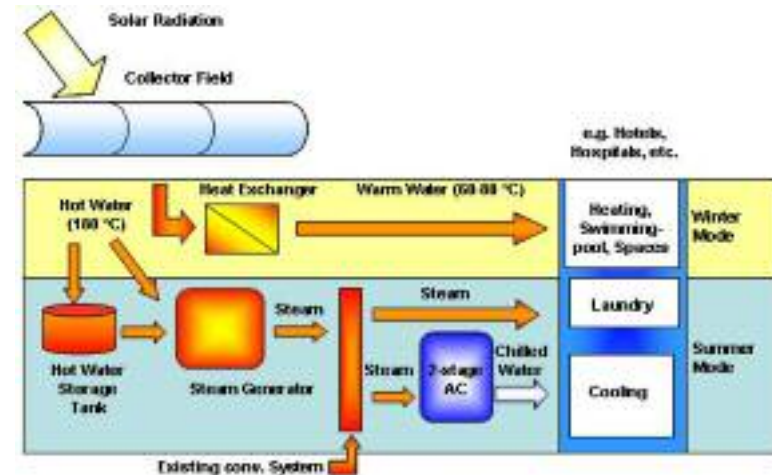 Solar Radiation
Collector Field
e.g. Hotels,
Hospitals, etc.
Heat Exchanger
Warm Water (60-80 °C)
Hot Water
(180 °C)
Heating,
Swimming-
pool, Spaces
Winter
Mode
Steam
Steam
Laundry
Steam
2-stage
AC
Chilled
Water
Cooling
Summer
Mode
Hot Water
Storage
Tank
Steam Generator
Existing conv. System